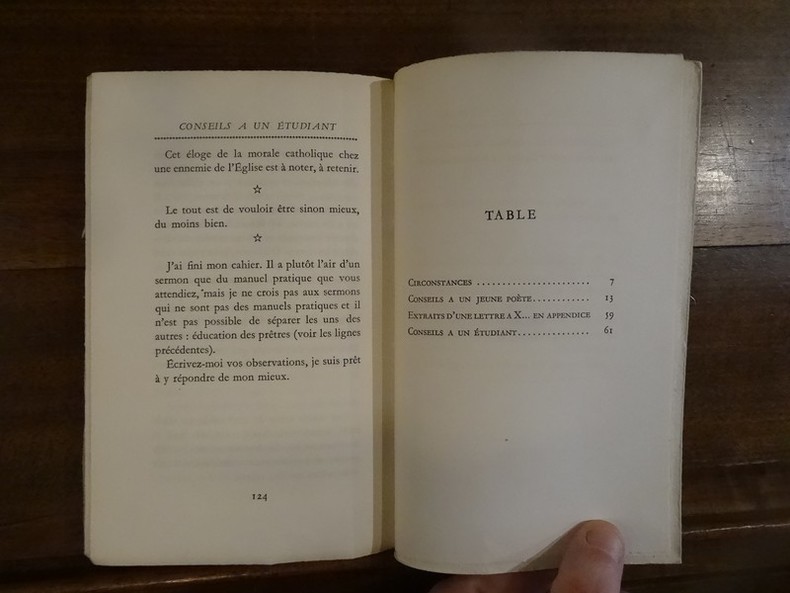 CONSEILS A UN ÉTUDIANT
Cet éloge de la morale catholique chez
une ennemie de l'Église est à noter, à retenir.
☆
Le tout est de vouloir être sinon mieux,
du moins bien.
☆
J'ai fini mon cahier. Il a plutôt l'air d'un
sermon que du manuel pratique que vous
attendiez, mais je ne crois pas aux sermons
qui ne sont pas des manuels pratiques et il
n'est pas possible de séparer les uns des
autres : éducation des prêtres (voir les lignes
précédentes).
Écrivez-moi vos observations, je suis prêt
à y répondre de mon mieux.
124
TABLE
CIRCONSTANCES ....................... 7
CONSEILS A UN JEUNE POÈTE............ 13
EXTRAITS D'UNE LETTRE A X... EN APPENDICE 59
CONSEILS A UN ÉTUDIANT............... 61